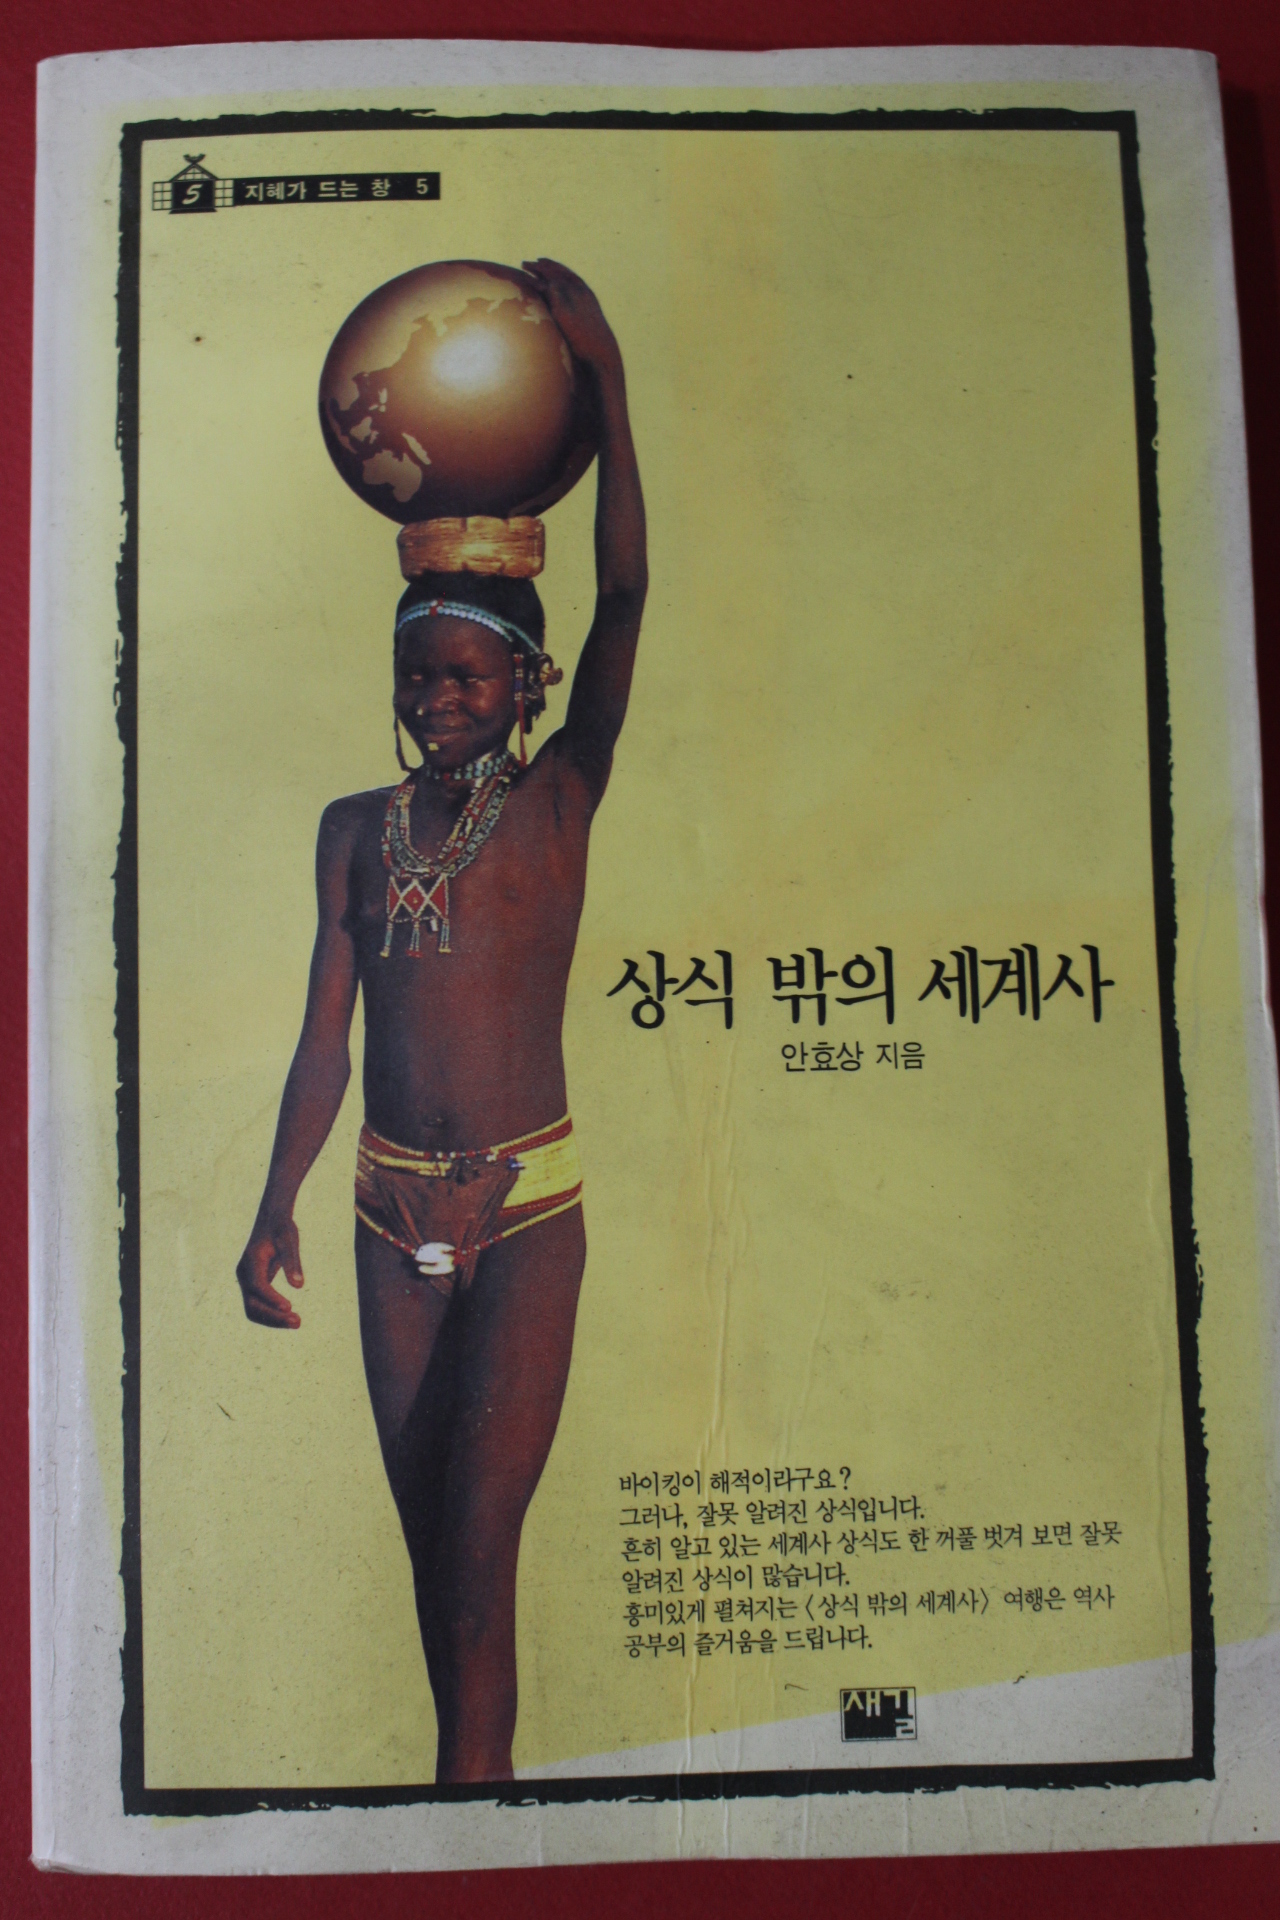 5 지혜가 드는 창 5
상식 밖의 세계사
안효상 지음
바이킹이 해적이라구요?
그러나, 잘못 알려진 상식입니다.
흔히 알고 있는 세계사 상식도 한 꺼풀 벗겨 보면 잘못
알려진 상식이 많습니다.
흥미있게 펼쳐지는 〈상식 밖의 세계사〉 여행은 역사
공부의 즐거움을 드립니다.
새길